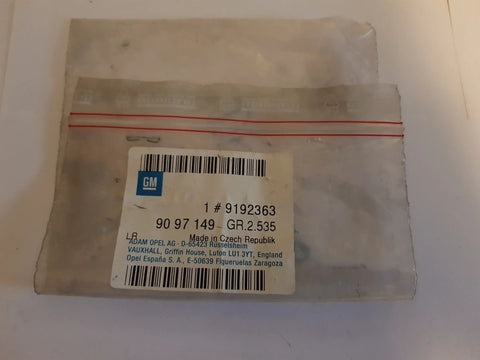 GM
1 # 9192363
90 97 149 GR.2.535
LR Made in Czech Republik
ADAM OPEL AG · D-65423 Rüsselsheim
VAUXHALL, Griffin House, Luton LU1 3YT, England
Opel España S. A., E-50639 Figueruelas Zaragoza